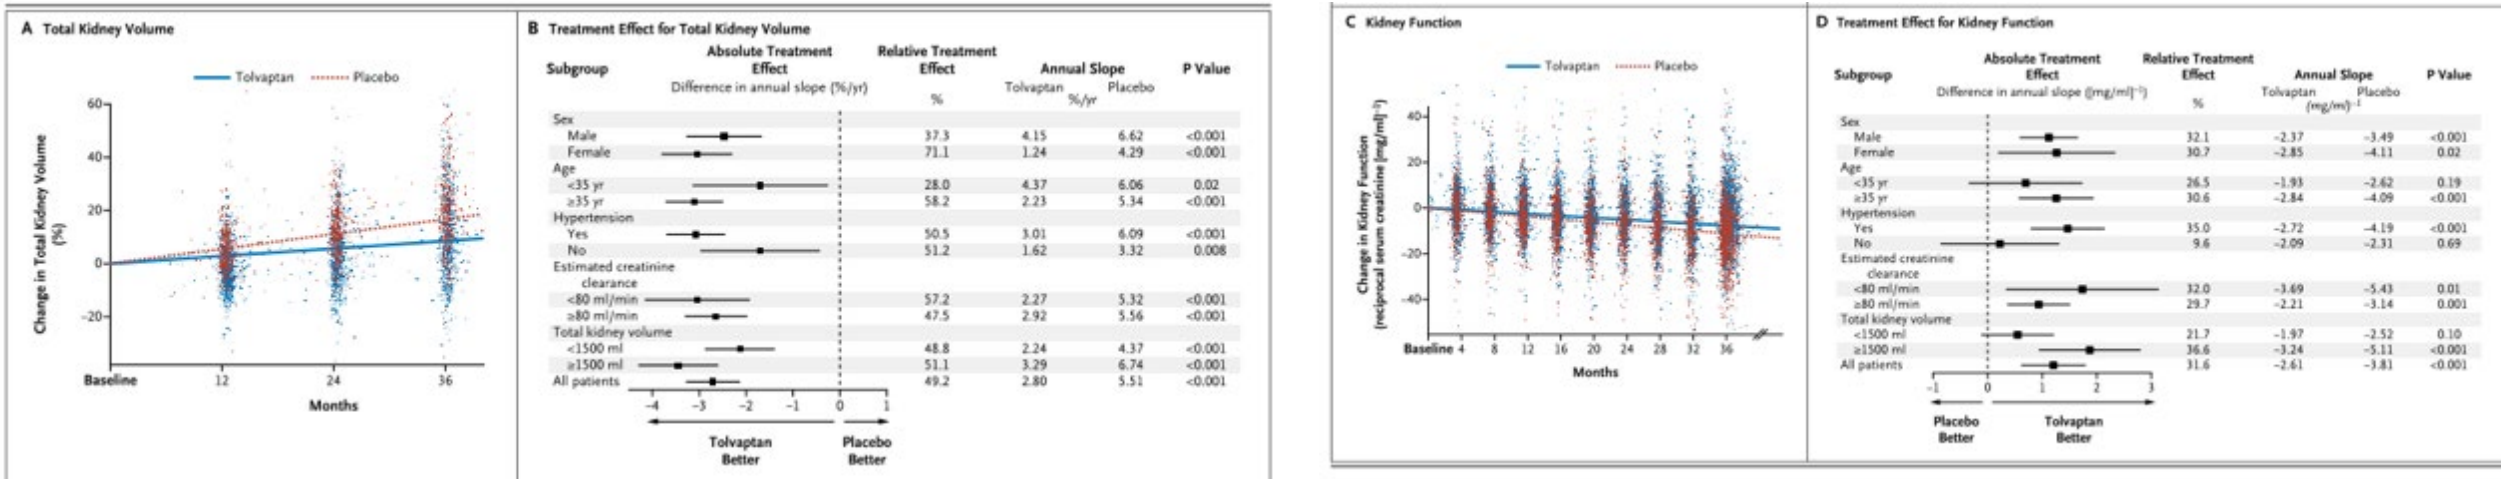 A Total Kidney Volume
Tolvaptan Placebo
Change in Total Kidney Volume (%)
60
40
20
0
−20
Baseline 12 24 36
Months
B Treatment Effect for Total Kidney Volume
Subgroup Absolute Treatment Effect Relative Treatment Effect Annual Slope P Value
Difference in annual slope (%/yr) % Tolvaptan Placebo
%/yr
Sex
Male 37.3 4.15 6.62 <0.001
Female 71.1 1.24 4.29 <0.001
Age
<35 yr 28.0 4.37 6.06 0.02
≥35 yr 58.2 2.23 5.34 <0.001
Hypertension
Yes 50.5 3.01 6.09 <0.001
No 51.2 1.62 3.32 0.008
Estimated creatinine
clearance
<80 ml/min 57.2 2.27 5.32 <0.001
≥80 ml/min 47.5 2.92 5.56 <0.001
Total kidney volume
<1500 ml 48.8 2.24 4.37 <0.001
≥1500 ml 51.1 3.29 6.74 <0.001
All patients 49.2 2.80 5.51 <0.001
−4 −3 −2 −1 0 1
Tolvaptan Better Placebo Better
C Kidney Function
Tolvaptan Placebo
Change in Kidney Function
(reciprocal serum creatinine [mg/ml]⁻¹)
40
20
0
−20
−40
Baseline 4 8 12 16 20 24 28 32 36
Months
D Treatment Effect for Kidney Function
Subgroup Absolute Treatment Effect Relative Treatment Effect Annual Slope P Value
Difference in annual slope ([mg/ml]⁻¹) % Tolvaptan Placebo
(mg/ml)⁻¹
Sex
Male 32.1 −2.37 −3.49 <0.001
Female 30.7 −2.85 −4.11 0.02
Age
<35 yr 26.5 −1.93 −2.62 0.19
≥35 yr 30.6 −2.84 −4.09 <0.001
Hypertension
Yes 35.0 −2.72 −4.19 <0.001
No 9.6 −2.09 −2.31 0.69
Estimated creatinine
clearance
<80 ml/min 32.0 −3.69 −5.43 0.01
≥80 ml/min 29.7 −2.21 −3.14 0.001
Total kidney volume
<1500 ml 21.7 −1.97 −2.52 0.10
≥1500 ml 36.6 −3.24 −5.11 <0.001
All patients 31.6 −2.61 −3.81 <0.001
−1 0 1 2 3
Placebo Better Tolvaptan Better